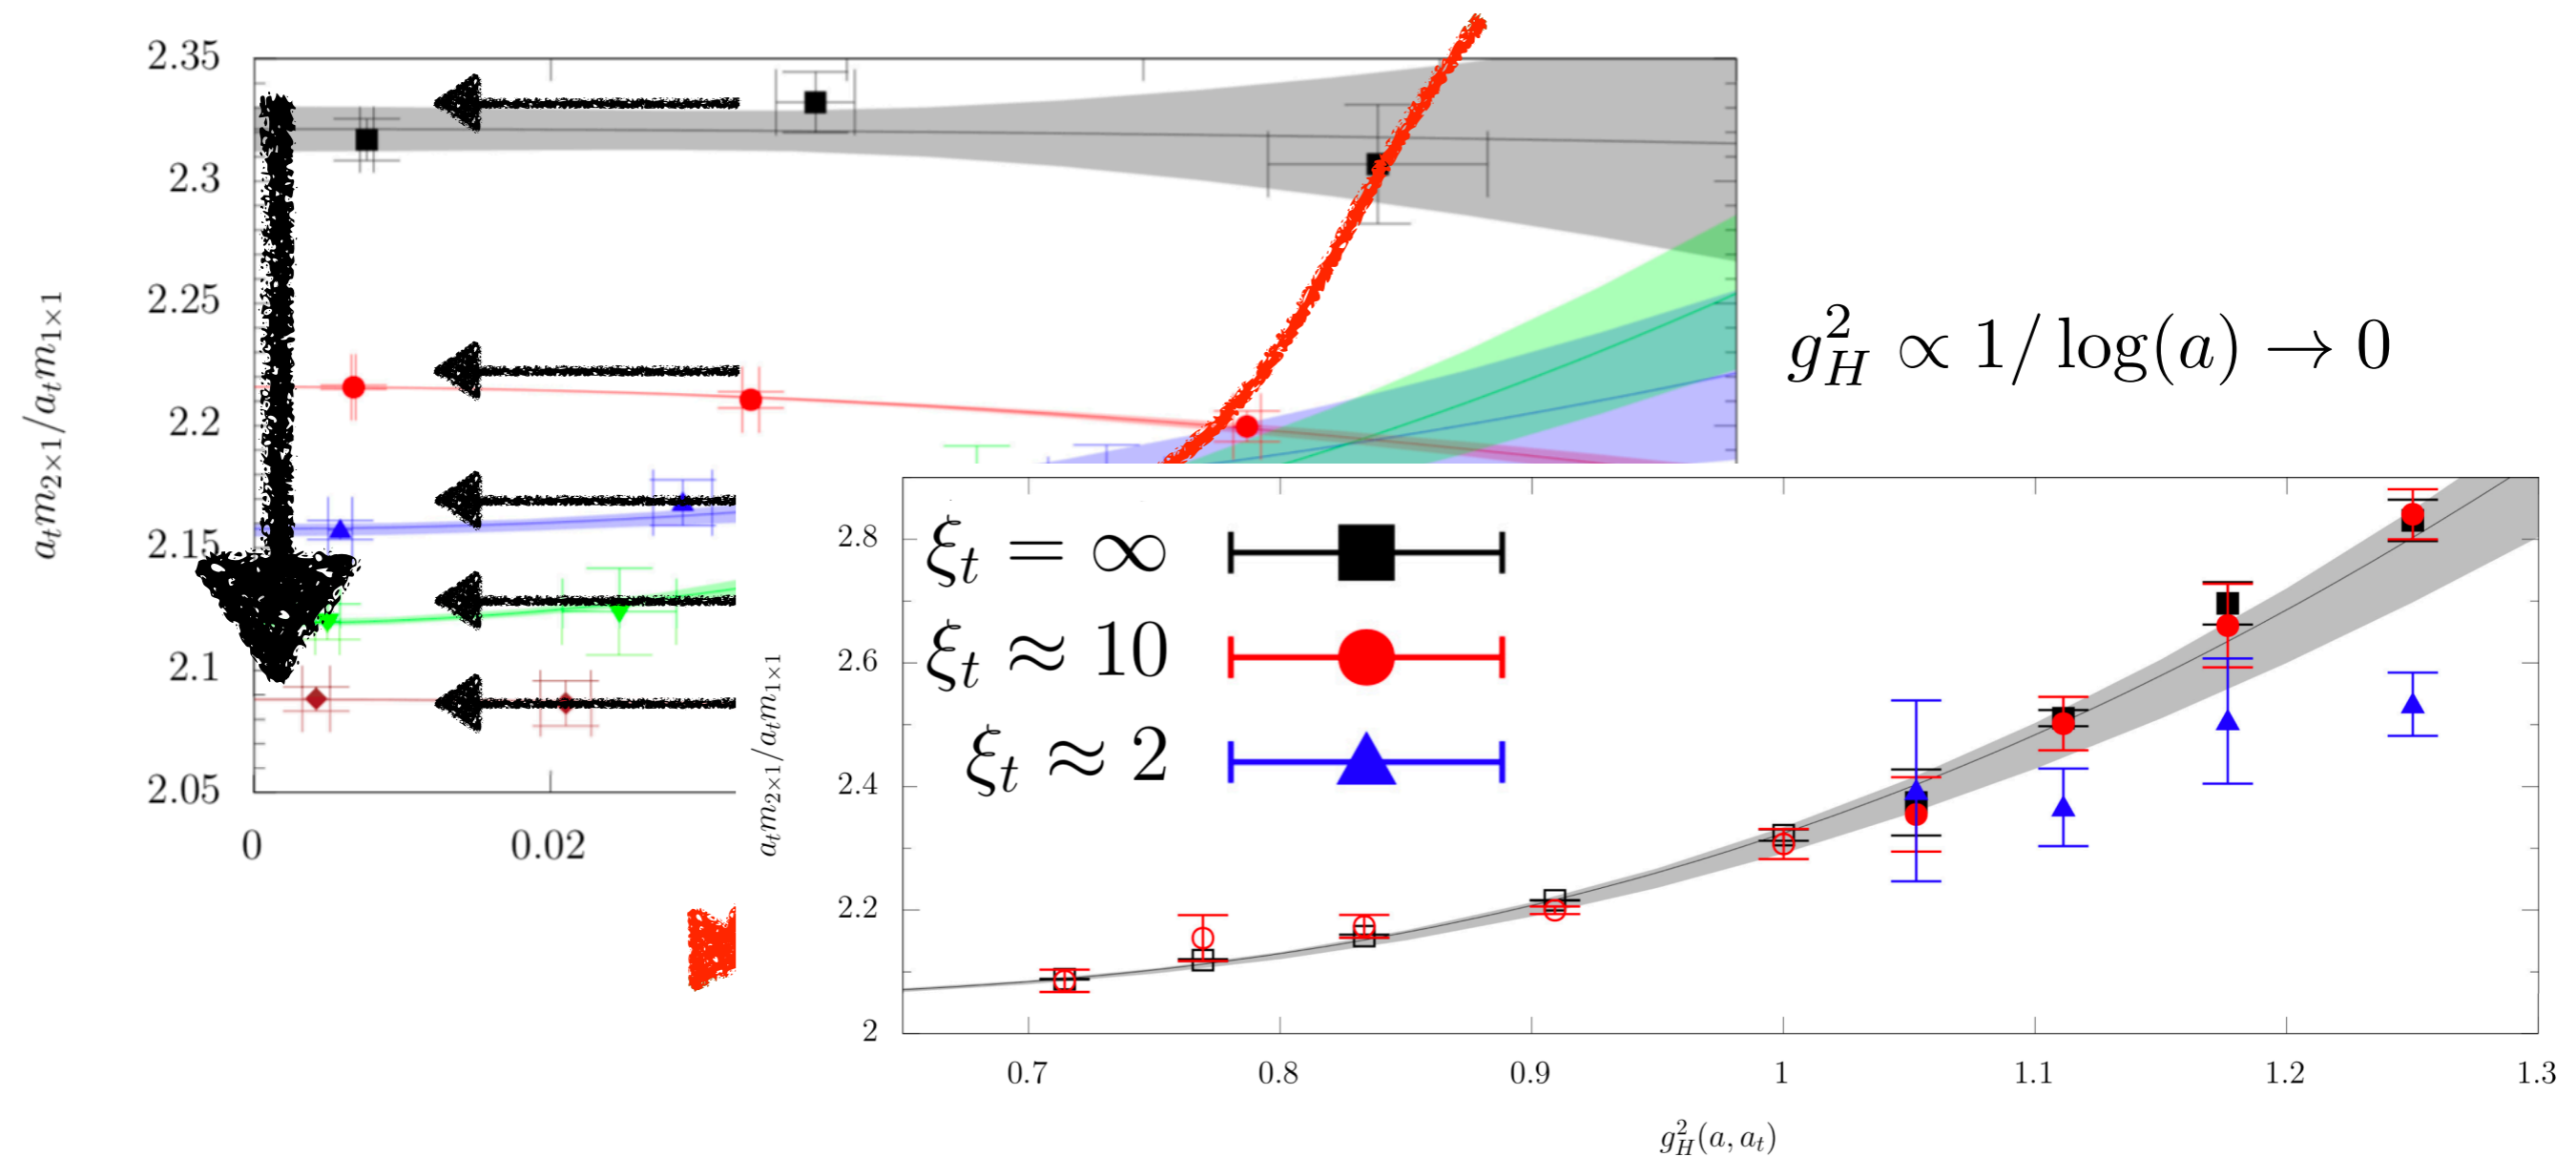 2.35
2.3
2.25
2.2
2.15
2.1
2.05
0
0.02
a_t m_{2×1}/a_t m_{1×1}
g_H^2 ∝ 1/ log(a) → 0
ξ_t = ∞
ξ_t ≈ 10
ξ_t ≈ 2
2.8
2.6
2.4
2.2
2
a_t m_{2×1}/a_t m_{1×1}
0.7 0.8 0.9 1 1.1 1.2 1.3
g_H^2(a, a_t)